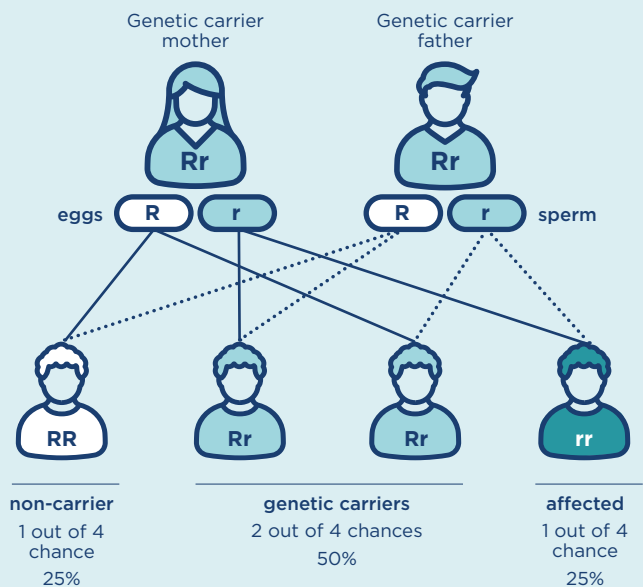 Genetic carrier
mother
Genetic carrier
father
Rr
Rr
eggs
R
r
R
r
sperm
RR
Rr
Rr
rr
non-carrier
1 out of 4
chance
25%
genetic carriers
2 out of 4 chances
50%
affected
1 out of 4
chance
25%